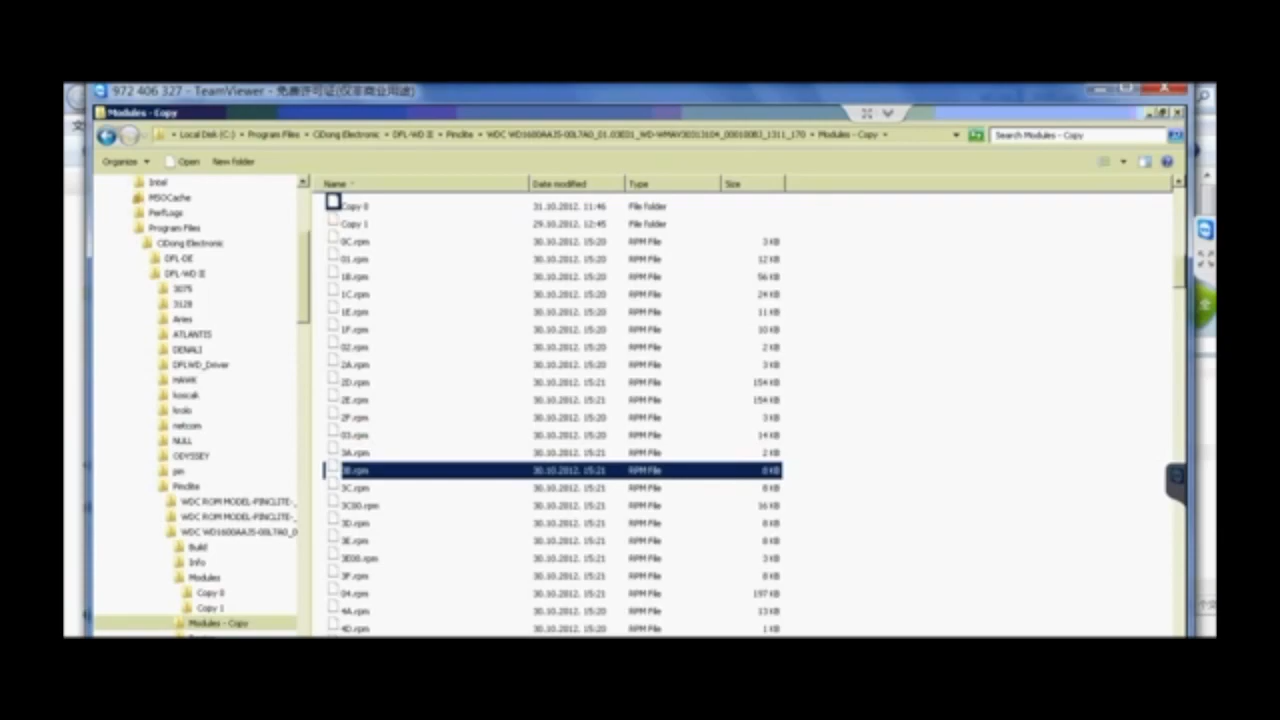 972 406 327 - TeamViewer - 免费许可证(仅非商业用途)
Modules - Copy
Local Disk (C:) Program Files CiDong Electronic DFL-WD II Pinclite Modules - Copy
Search Modules - Copy
Organize Open New folder
Name Date modified Type Size
Intel
MSOCache
PerfLogs
Program Files
CiDong Electronic
DFL-DE
DFL-WD II
3075
3128
Aries
ATLANTIS
DENALI
DFLWD_Driver
HAWK
kodiak
krolo
netcom
NULL
ODYSSEY
pin
Pinclite
WDC ROM MODEL-PINCLITE-_
WDC ROM MODEL-PINCLITE-_
WDC WD1600AAJS-00L7A0_0
Build
Info
Modules
Copy 0
Copy 1
Modules - Copy
Copy 0 31.10.2012. 11:46 File folder
Copy 1 29.10.2012. 12:45 File folder
0C.rpm 30.10.2012. 15:20 RPM File 3 KB
01.rpm 30.10.2012. 15:20 RPM File 12 KB
1B.rpm 30.10.2012. 15:20 RPM File 56 KB
1C.rpm 30.10.2012. 15:20 RPM File 24 KB
1E.rpm 30.10.2012. 15:20 RPM File 11 KB
1F.rpm 30.10.2012. 15:20 RPM File 10 KB
02.rpm 30.10.2012. 15:20 RPM File 2 KB
2A.rpm 30.10.2012. 15:20 RPM File 3 KB
2D.rpm 30.10.2012. 15:21 RPM File 154 KB
2E.rpm 30.10.2012. 15:21 RPM File 154 KB
2F.rpm 30.10.2012. 15:20 RPM File 3 KB
03.rpm 30.10.2012. 15:20 RPM File 14 KB
3A.rpm 30.10.2012. 15:21 RPM File 2 KB
3B.rpm 30.10.2012. 15:21 RPM File 8 KB
3C.rpm 30.10.2012. 15:21 RPM File 8 KB
3C00.rpm 30.10.2012. 15:21 RPM File 16 KB
3D.rpm 30.10.2012. 15:21 RPM File 8 KB
3E.rpm 30.10.2012. 15:21 RPM File 8 KB
3E00.rpm 30.10.2012. 15:21 RPM File 3 KB
3F.rpm 30.10.2012. 15:21 RPM File 8 KB
04.rpm 30.10.2012. 15:21 RPM File 197 KB
4A.rpm 30.10.2012. 15:20 RPM File 13 KB
4D.rpm 30.10.2012. 15:20 RPM File 1 KB